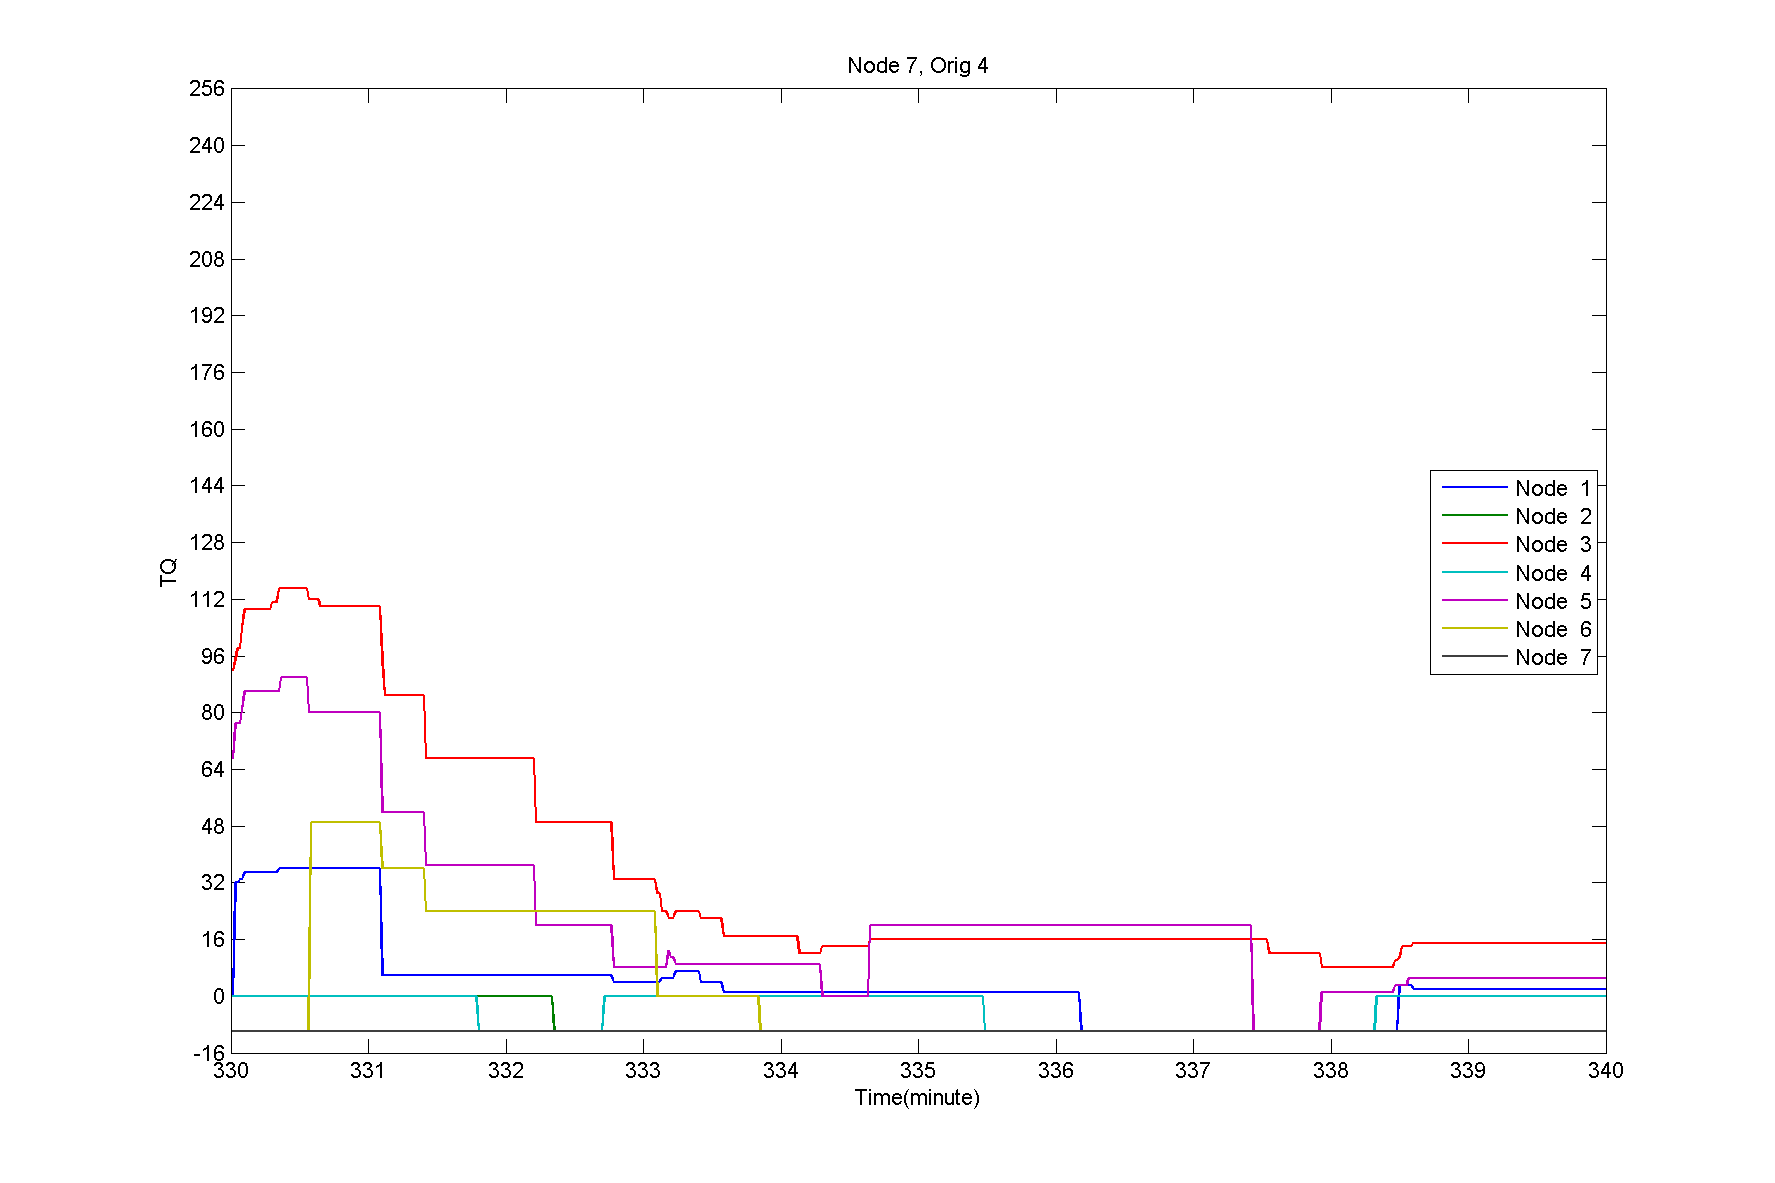 Node 7, Orig 4
256
240
224
208
192
176
160
144
128
112
96
80
64
48
32
16
0
-16
TQ
Node 1
Node 2
Node 3
Node 4
Node 5
Node 6
Node 7
330 331 332 333 334 335 336 337 338 339 340
Time(minute)